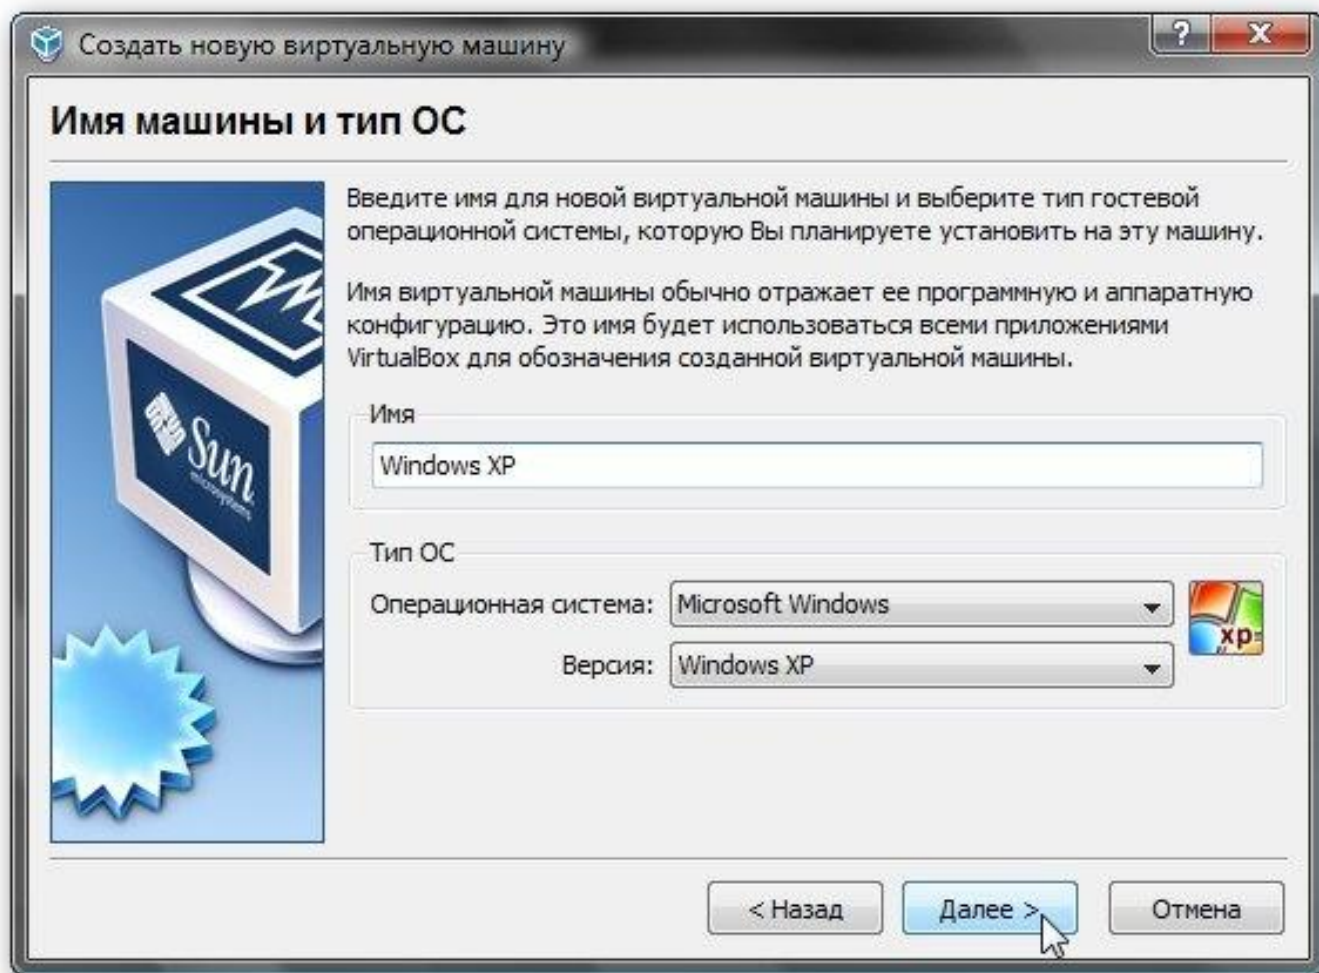 Создать новую виртуальную машину
?
X
Имя машины и тип ОС
Введите имя для новой виртуальной машины и выберите тип гостевой
операционной системы, которую Вы планируете установить на эту машину.
Имя виртуальной машины обычно отражает ее программную и аппаратную
конфигурацию. Это имя будет использоваться всеми приложениями
VirtualBox для обозначения созданной виртуальной машины.
Sun
microsystems
Имя
Windows XP
Тип ОС
Операционная система: Microsoft Windows
xp
Версия: Windows XP
< Назад
Далее >
Отмена